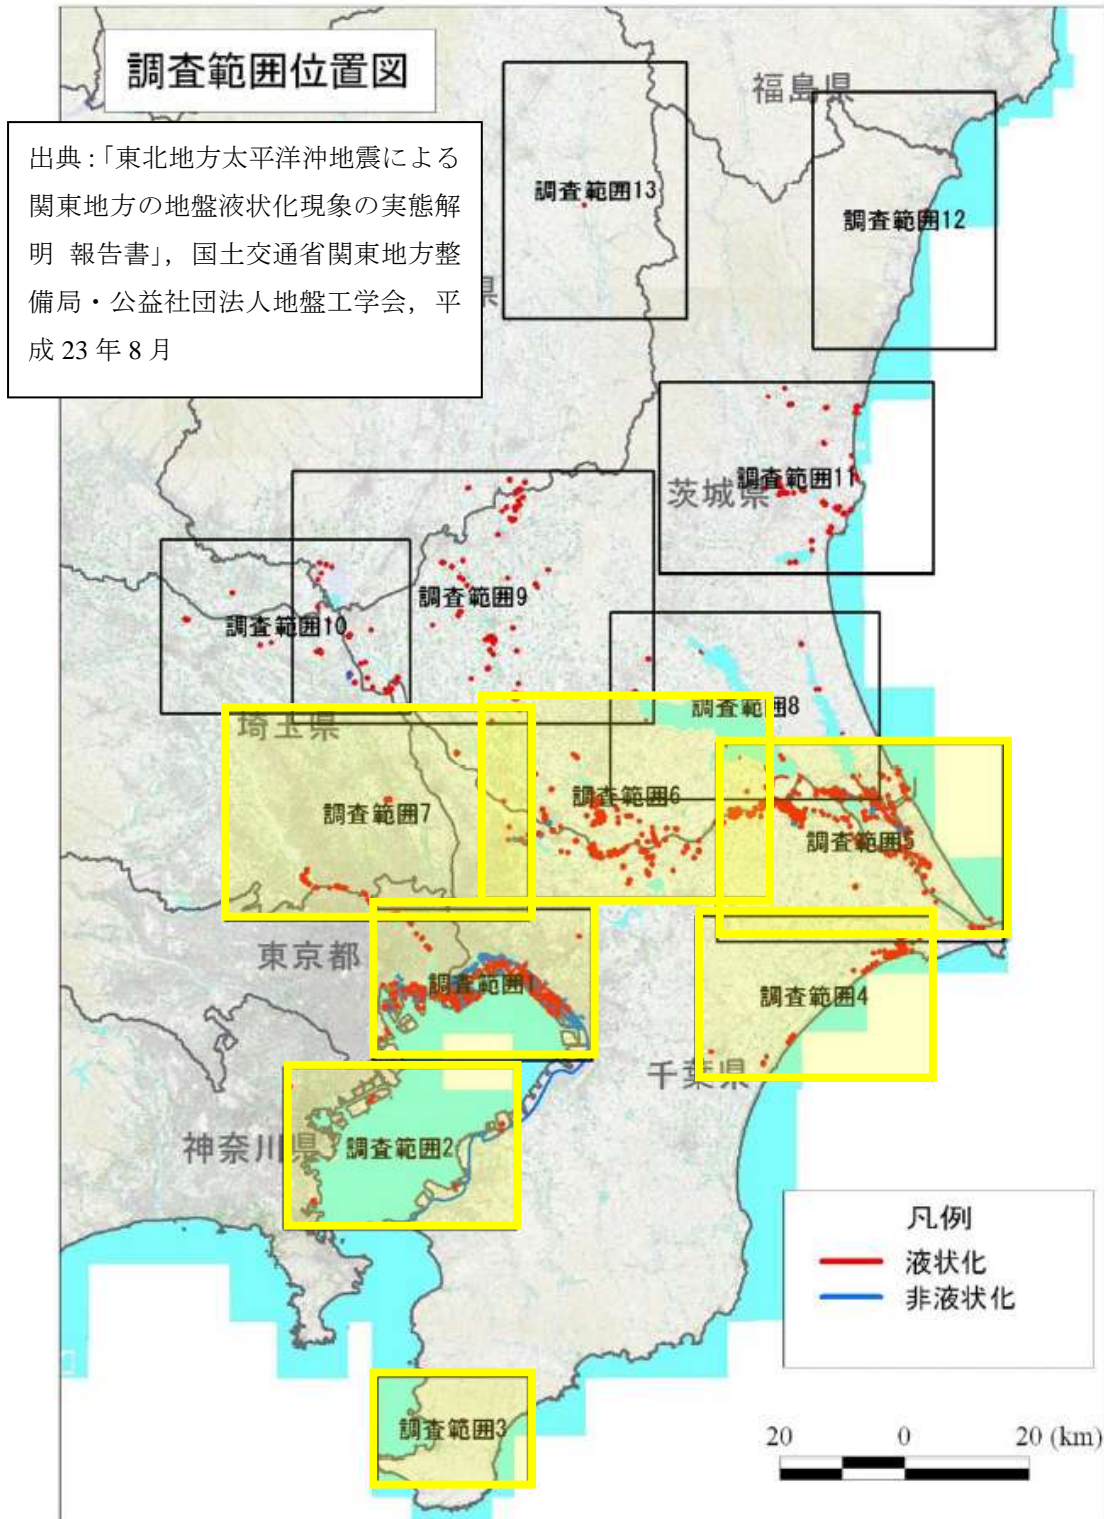 調査範囲位置図
出典：「東北地方太平洋沖地震による
関東地方の地盤液状化現象の実態解
明 報告書」，国土交通省関東地方整
備局・公益社団法人地盤工学会，平
成 23 年 8 月
福島県
調査範囲13
調査範囲12
県
調査範囲11
茨城県
調査範囲9
調査範囲10
調査範囲8
埼玉県
調査範囲6
調査範囲7
調査範囲5
東京都
調査範囲1
調査範囲4
千葉県
神奈川県
調査範囲2
凡例
液状化
非液状化
調査範囲3
20 0 20 (km)